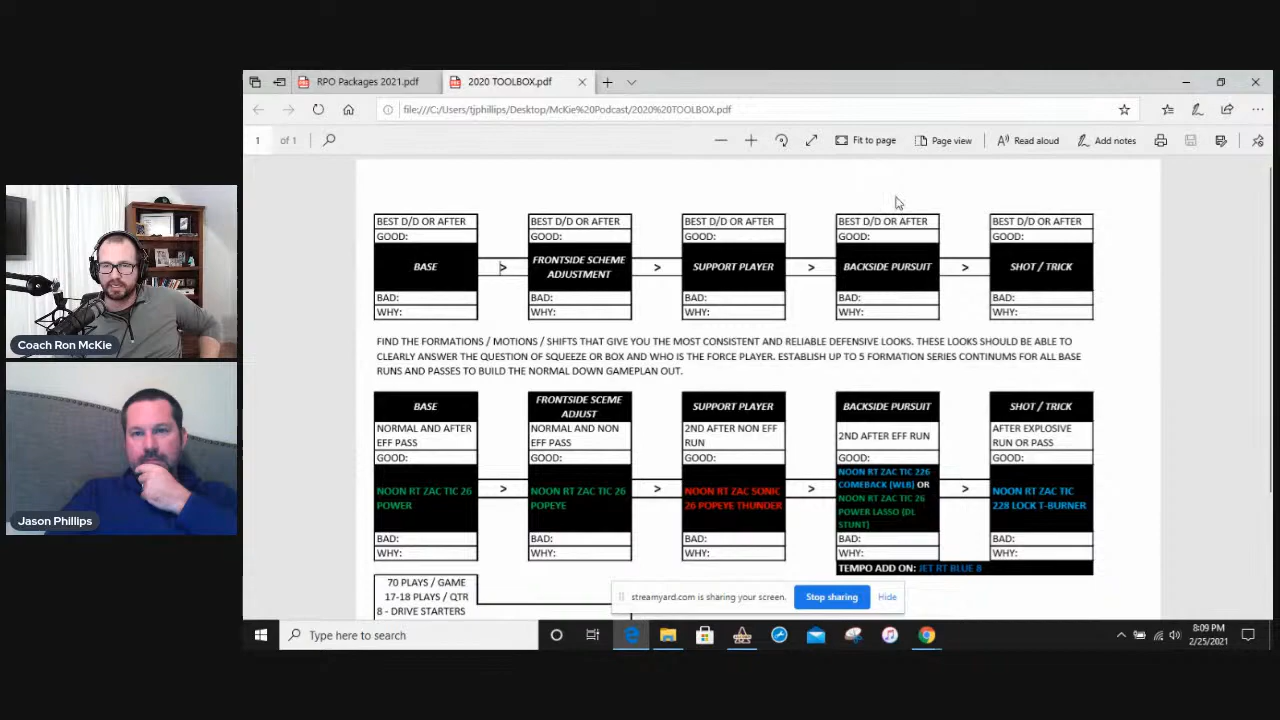 RPO Packages 2021.pdf
2020 TOOLBOX.pdf
file:///C:/Users/tjphillips/Desktop/McKie%20Podcast/2020%20TOOLBOX.pdf
1 of 1
Fit to page
Page view
Read aloud
Add notes
BEST D/D OR AFTER BEST D/D OR AFTER BEST D/D OR AFTER BEST D/D OR AFTER BEST D/D OR AFTER
GOOD: GOOD: GOOD: GOOD: GOOD:
BASE > FRONTSIDE SCHEME ADJUSTMENT > SUPPORT PLAYER > BACKSIDE PURSUIT > SHOT / TRICK
BAD: BAD: BAD: BAD: BAD:
WHY: WHY: WHY: WHY: WHY:
FIND THE FORMATIONS / MOTIONS / SHIFTS THAT GIVE YOU THE MOST CONSISTENT AND RELIABLE DEFENSIVE LOOKS. THESE LOOKS SHOULD BE ABLE TO
CLEARLY ANSWER THE QUESTION OF SQUEEZE OR BOX AND WHO IS THE FORCE PLAYER. ESTABLISH UP TO 5 FORMATION SERIES CONTINUMS FOR ALL BASE
RUNS AND PASSES TO BUILD THE NORMAL DOWN GAMEPLAN OUT.
BASE
NORMAL AND AFTER
EFF PASS
GOOD:
NOON RT ZAC TIC 26
POWER
BAD:
WHY:
>
FRONTSIDE SCEME
ADJUST
NORMAL AND NON
EFF PASS
GOOD:
NOON RT ZAC TIC 26
POPEYE
BAD:
WHY:
>
SUPPORT PLAYER
2ND AFTER NON EFF
RUN
GOOD:
NOON RT ZAC SONIC
26 POPEYE THUNDER
BAD:
WHY:
>
BACKSIDE PURSUIT
2ND AFTER EFF RUN
GOOD:
NOON RT ZAC TIC 226
COMEBACK (WLB) OR
NOON RT ZAC TIC 26
POWER LASSO (DL
STUNT)
BAD:
WHY:
>
SHOT / TRICK
AFTER EXPLOSIVE
RUN OR PASS
GOOD:
NOON RT ZAC TIC
228 LOCK T-BURNER
BAD:
WHY:
TEMPO ADD ON: JET RT BLUE 8
70 PLAYS / GAME
17-18 PLAYS / QTR
8 - DRIVE STARTERS
streamyard.com is sharing your screen.
Stop sharing
Hide
Type here to search
8:09 PM
2/25/2021
Coach Ron McKie
Jason Phillips